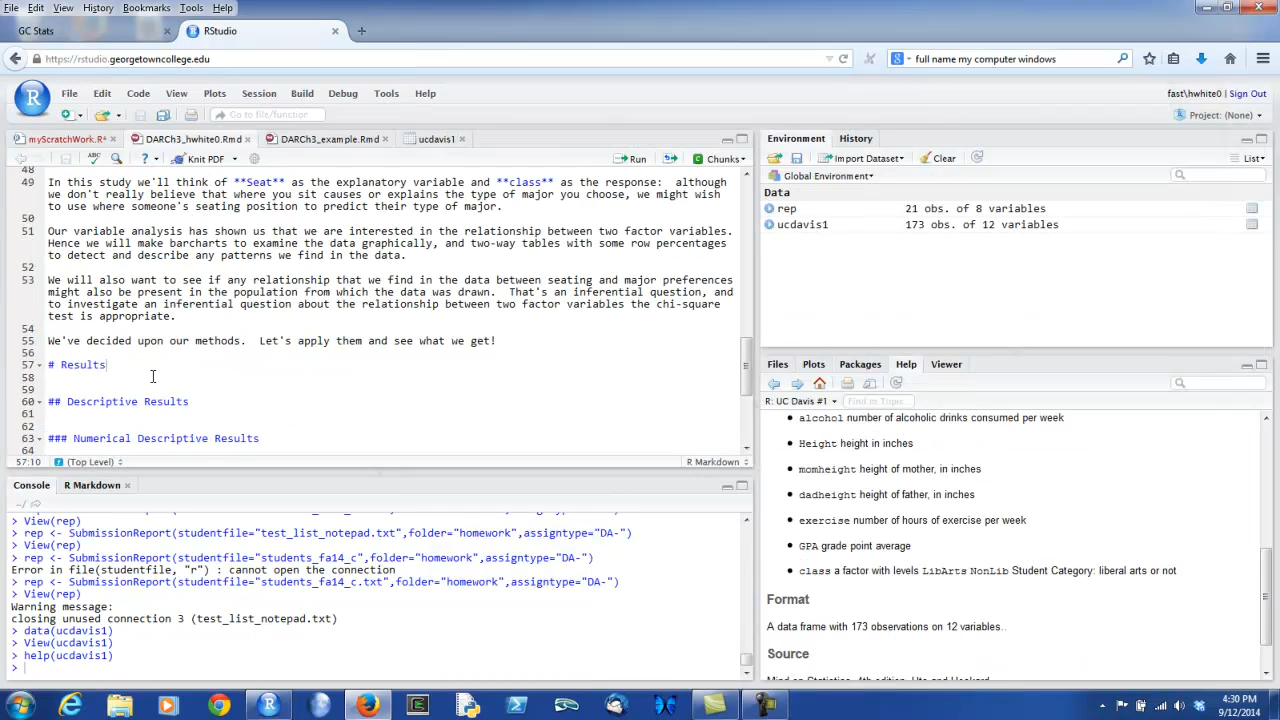 File Edit View History Bookmarks Tools Help
GC Stats × RStudio × +
https://rstudio.georgetowncollege.edu
full name my computer windows
File Edit Code View Plots Session Build Debug Tools Help
fast\hwhite0 Sign Out
Go to file/function
Project: (None)
myScratchWork.R* × DARCh3_hwhite0.Rmd × DARCh3_example.Rmd × ucdavis1 ×
ABC ? Knit PDF Run Chunks
48
49 In this study we'll think of **Seat** as the explanatory variable and **class** as the response: although
we don't really believe that where you sit causes or explains the type of major you choose, we might wish
to use where someone's seating position to predict their type of major.
50
51 Our variable analysis has shown us that we are interested in the relationship between two factor variables.
Hence we will make barcharts to examine the data graphically, and two-way tables with some row percentages
to detect and describe any patterns we find in the data.
52
53 We will also want to see if any relationship that we find in the data between seating and major preferences
might also be present in the population from which the data was drawn. That's an inferential question, and
to investigate an inferential question about the relationship between two factor variables the chi-square
test is appropriate.
54
55 We've decided upon our methods. Let's apply them and see what we get!
56
57 # Results
58
59
60 ## Descriptive Results
61
62
63 ### Numerical Descriptive Results
64
57:10 (Top Level) R Markdown
Console R Markdown ×
~/
> View(rep)
> rep <- SubmissionReport(studentfile="test_list_notepad.txt",folder="homework",assigntype="DA-")
> View(rep)
> rep <- SubmissionReport(studentfile="students_fa14_c",folder="homework",assigntype="DA-")
Error in file(studentfile, "r") : cannot open the connection
> rep <- SubmissionReport(studentfile="students_fa14_c.txt",folder="homework",assigntype="DA-")
> View(rep)
Warning message:
closing unused connection 3 (test_list_notepad.txt)
> data(ucdavis1)
> View(ucdavis1)
> help(ucdavis1)
>
Environment History
Import Dataset Clear List
Global Environment
Data
rep 21 obs. of 8 variables
ucdavis1 173 obs. of 12 variables
Files Plots Packages Help Viewer
R: UC Davis #1 Find in Topic
• alcohol number of alcoholic drinks consumed per week
• Height height in inches
• momheight height of mother, in inches
• dadheight height of father, in inches
• exercise number of hours of exercise per week
• GPA grade point average
• class a factor with levels LibArts NonLib Student Category: liberal arts or not
Format
A data frame with 173 observations on 12 variables..
Source
4:30 PM
9/12/2014